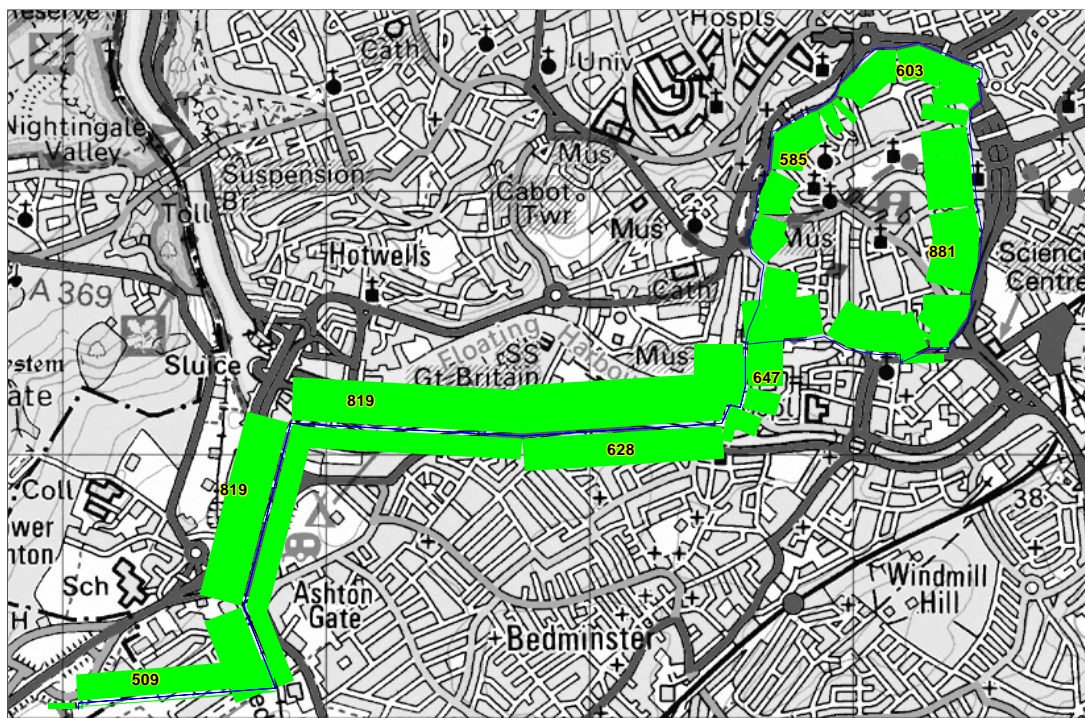 Hospls
Cath
Univ
603
Nightingale
Valley
Mus
585
Suspension
Br
Cabot
Twr
Toll
Mus
Mus
Hotwells
881
Science
Centre
A 369
Cath
Floating
Harbour
Sluice
SS
Gt Britain
Mus
647
819
628
819
Coll
38
Sch
Ashton
Gate
Windmill
Hill
Bedminster
H
509